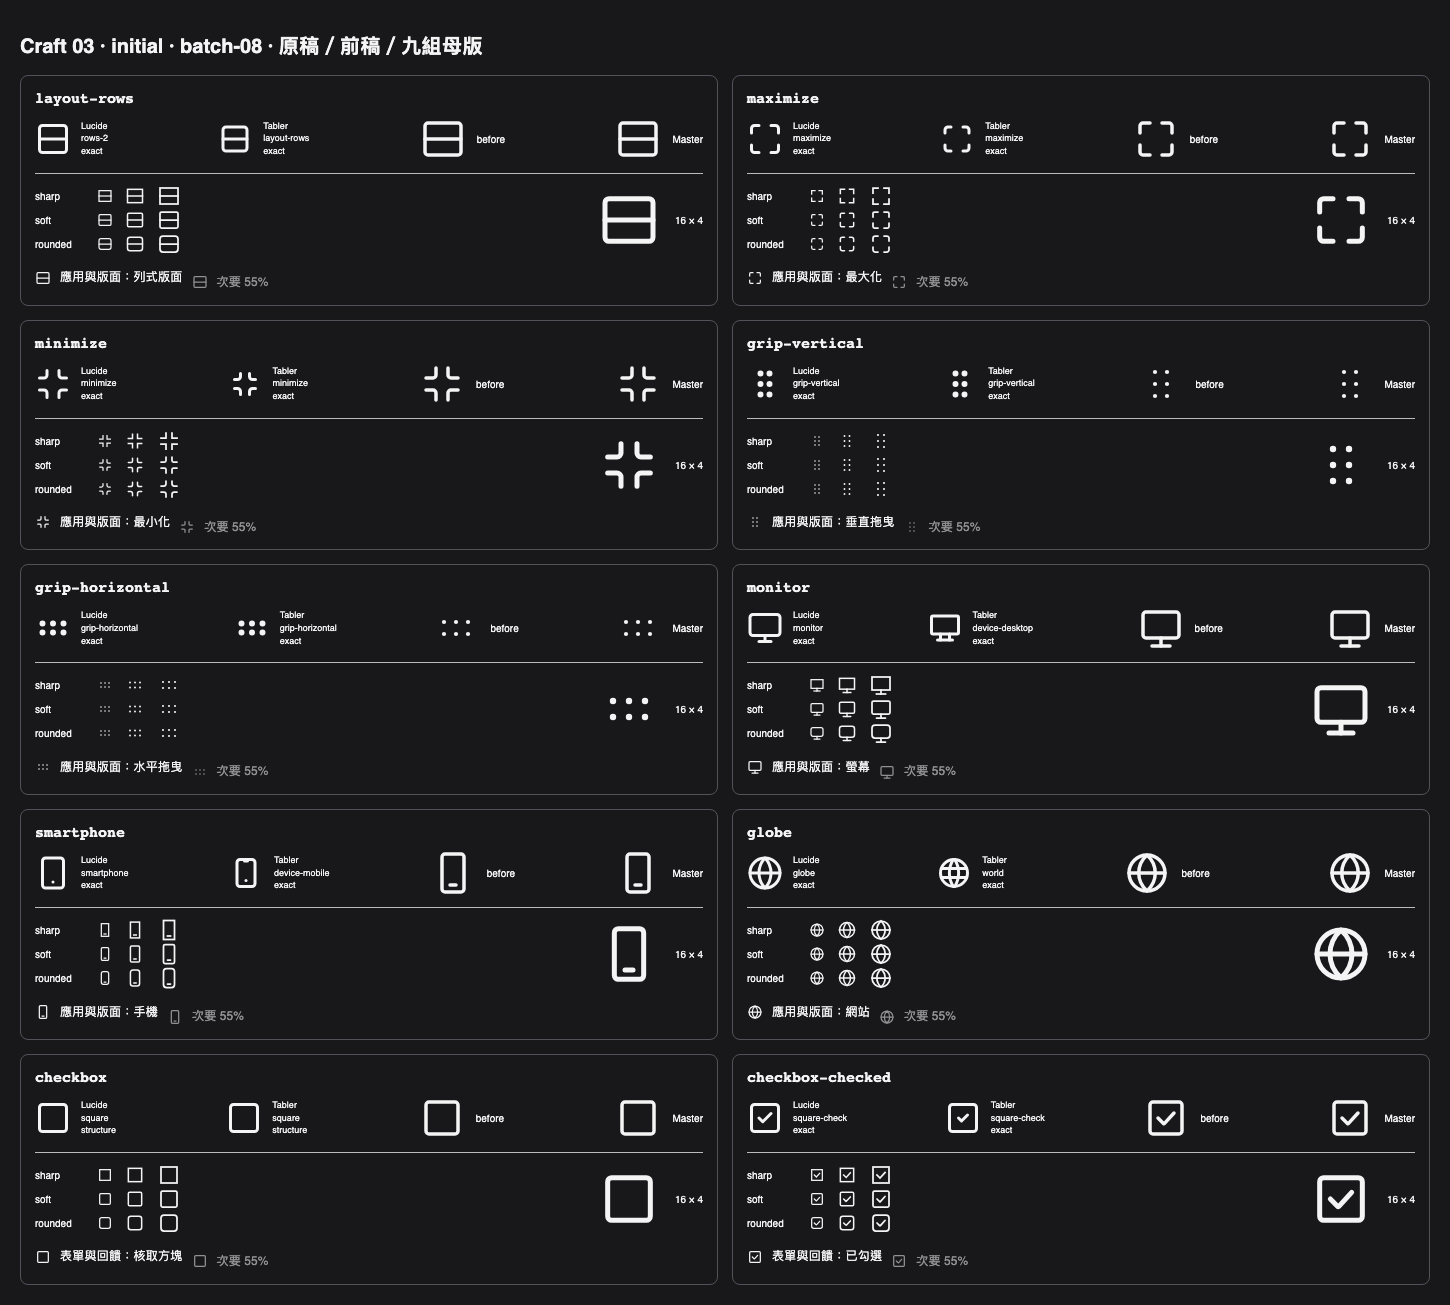 Craft 03 · initial · batch-08 · 原稿 / 前稿 / 九組母版
layout-rows
Lucide
rows-2
exact
Tabler
layout-rows
exact
before
Master
sharp
soft
rounded
16 × 4
應用與版面：列式版面
次要 55%
maximize
Lucide
maximize
exact
Tabler
maximize
exact
before
Master
sharp
soft
rounded
16 × 4
應用與版面：最大化
次要 55%
minimize
Lucide
minimize
exact
Tabler
minimize
exact
before
Master
sharp
soft
rounded
16 × 4
應用與版面：最小化
次要 55%
grip-vertical
Lucide
grip-vertical
exact
Tabler
grip-vertical
exact
before
Master
sharp
soft
rounded
16 × 4
應用與版面：垂直拖曳
次要 55%
grip-horizontal
Lucide
grip-horizontal
exact
Tabler
grip-horizontal
exact
before
Master
sharp
soft
rounded
16 × 4
應用與版面：水平拖曳
次要 55%
monitor
Lucide
monitor
exact
Tabler
device-desktop
exact
before
Master
sharp
soft
rounded
16 × 4
應用與版面：螢幕
次要 55%
smartphone
Lucide
smartphone
exact
Tabler
device-mobile
exact
before
Master
sharp
soft
rounded
16 × 4
應用與版面：手機
次要 55%
globe
Lucide
globe
exact
Tabler
world
exact
before
Master
sharp
soft
rounded
16 × 4
應用與版面：網站
次要 55%
checkbox
Lucide
square
structure
Tabler
square
structure
before
Master
sharp
soft
rounded
16 × 4
表單與回饋：核取方塊
次要 55%
checkbox-checked
Lucide
square-check
exact
Tabler
square-check
exact
before
Master
sharp
soft
rounded
16 × 4
表單與回饋：已勾選
次要 55%